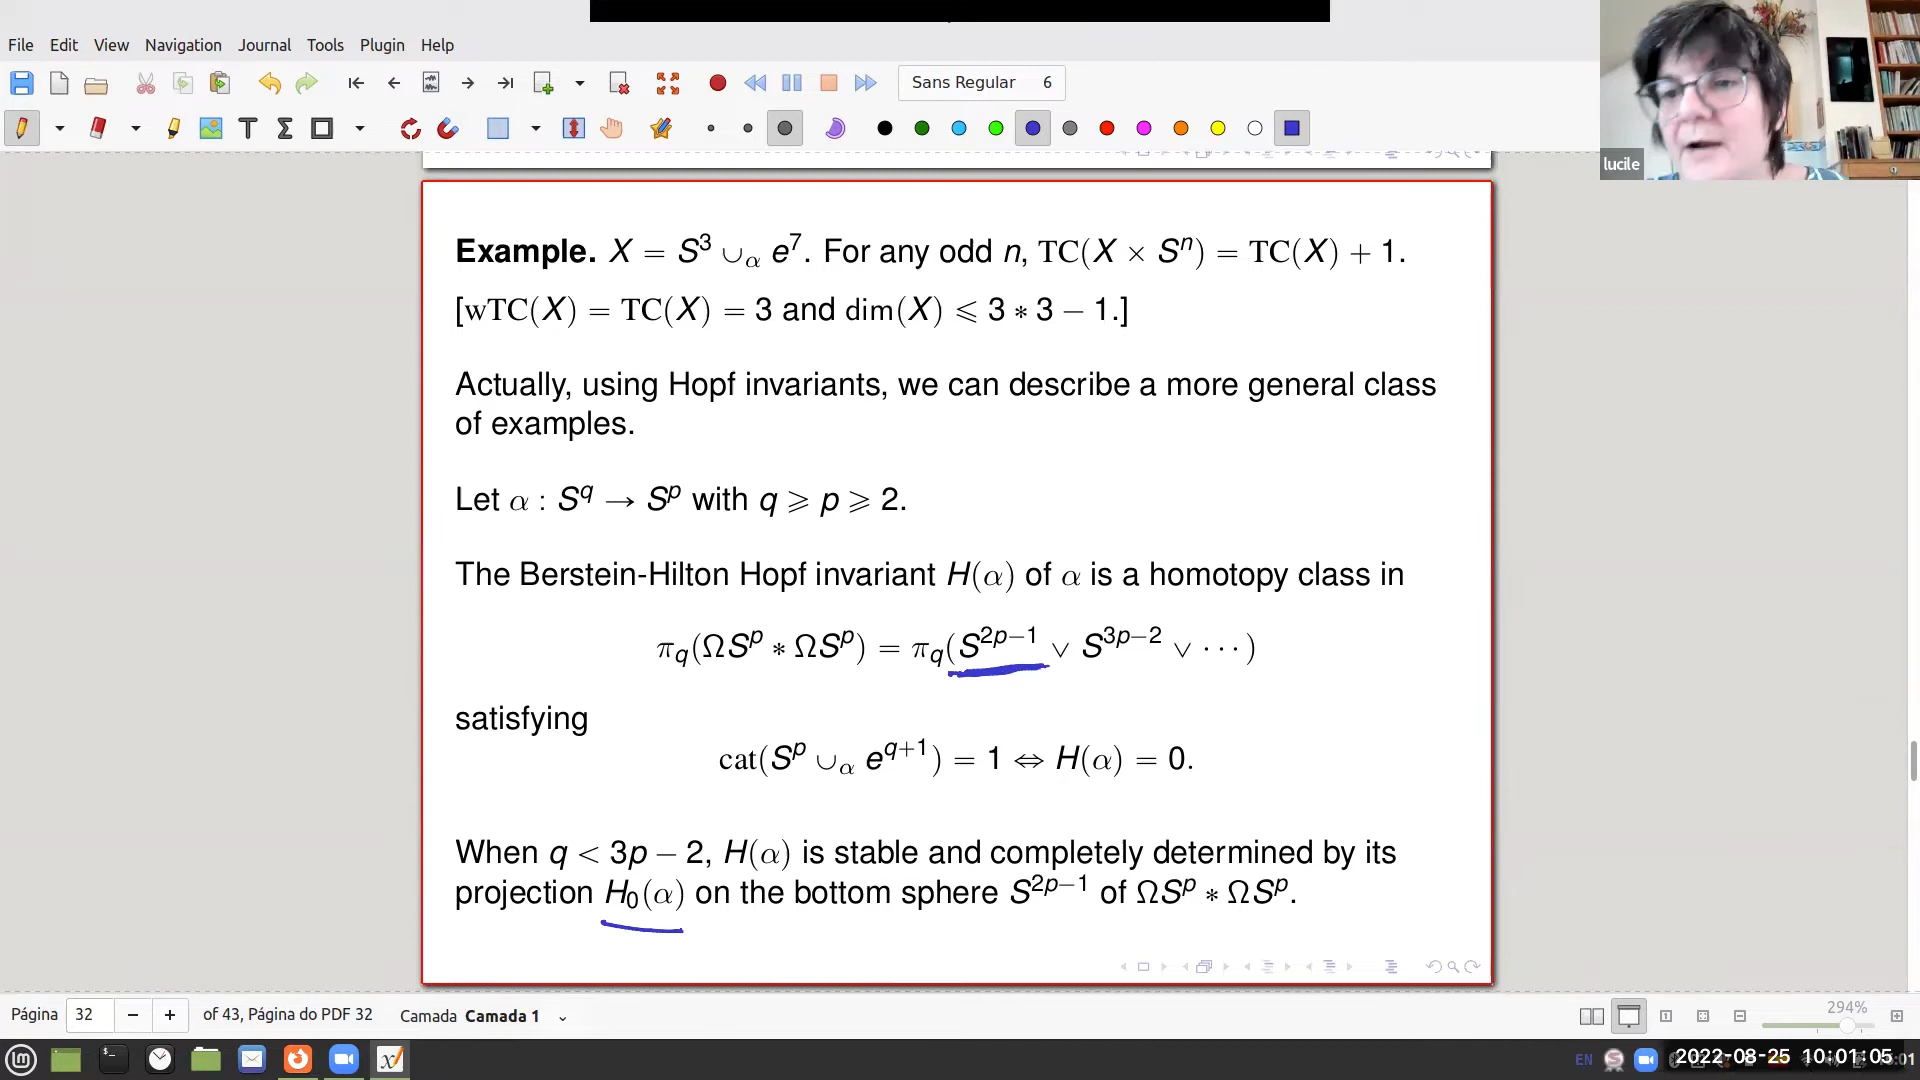 File Edit View Navigation Journal Tools Plugin Help
Sans Regular 6
lucile
Example. X = S³ ∪_α e⁷. For any odd n, TC(X × Sⁿ) = TC(X) + 1.
[wTC(X) = TC(X) = 3 and dim(X) ⩽ 3 ∗ 3 − 1.]
Actually, using Hopf invariants, we can describe a more general class
of examples.
Let α : S^q → S^p with q ⩾ p ⩾ 2.
The Berstein-Hilton Hopf invariant H(α) of α is a homotopy class in
π_q(ΩS^p ∗ ΩS^p) = π_q(S^{2p−1} ∨ S^{3p−2} ∨ ⋯)
satisfying
cat(S^p ∪_α e^{q+1}) = 1 ⇔ H(α) = 0.
When q < 3p − 2, H(α) is stable and completely determined by its
projection H₀(α) on the bottom sphere S^{2p−1} of ΩS^p ∗ ΩS^p.
Página 32 of 43, Página do PDF 32 Camada Camada 1 294%
EN 2022-08-25 10:01:05